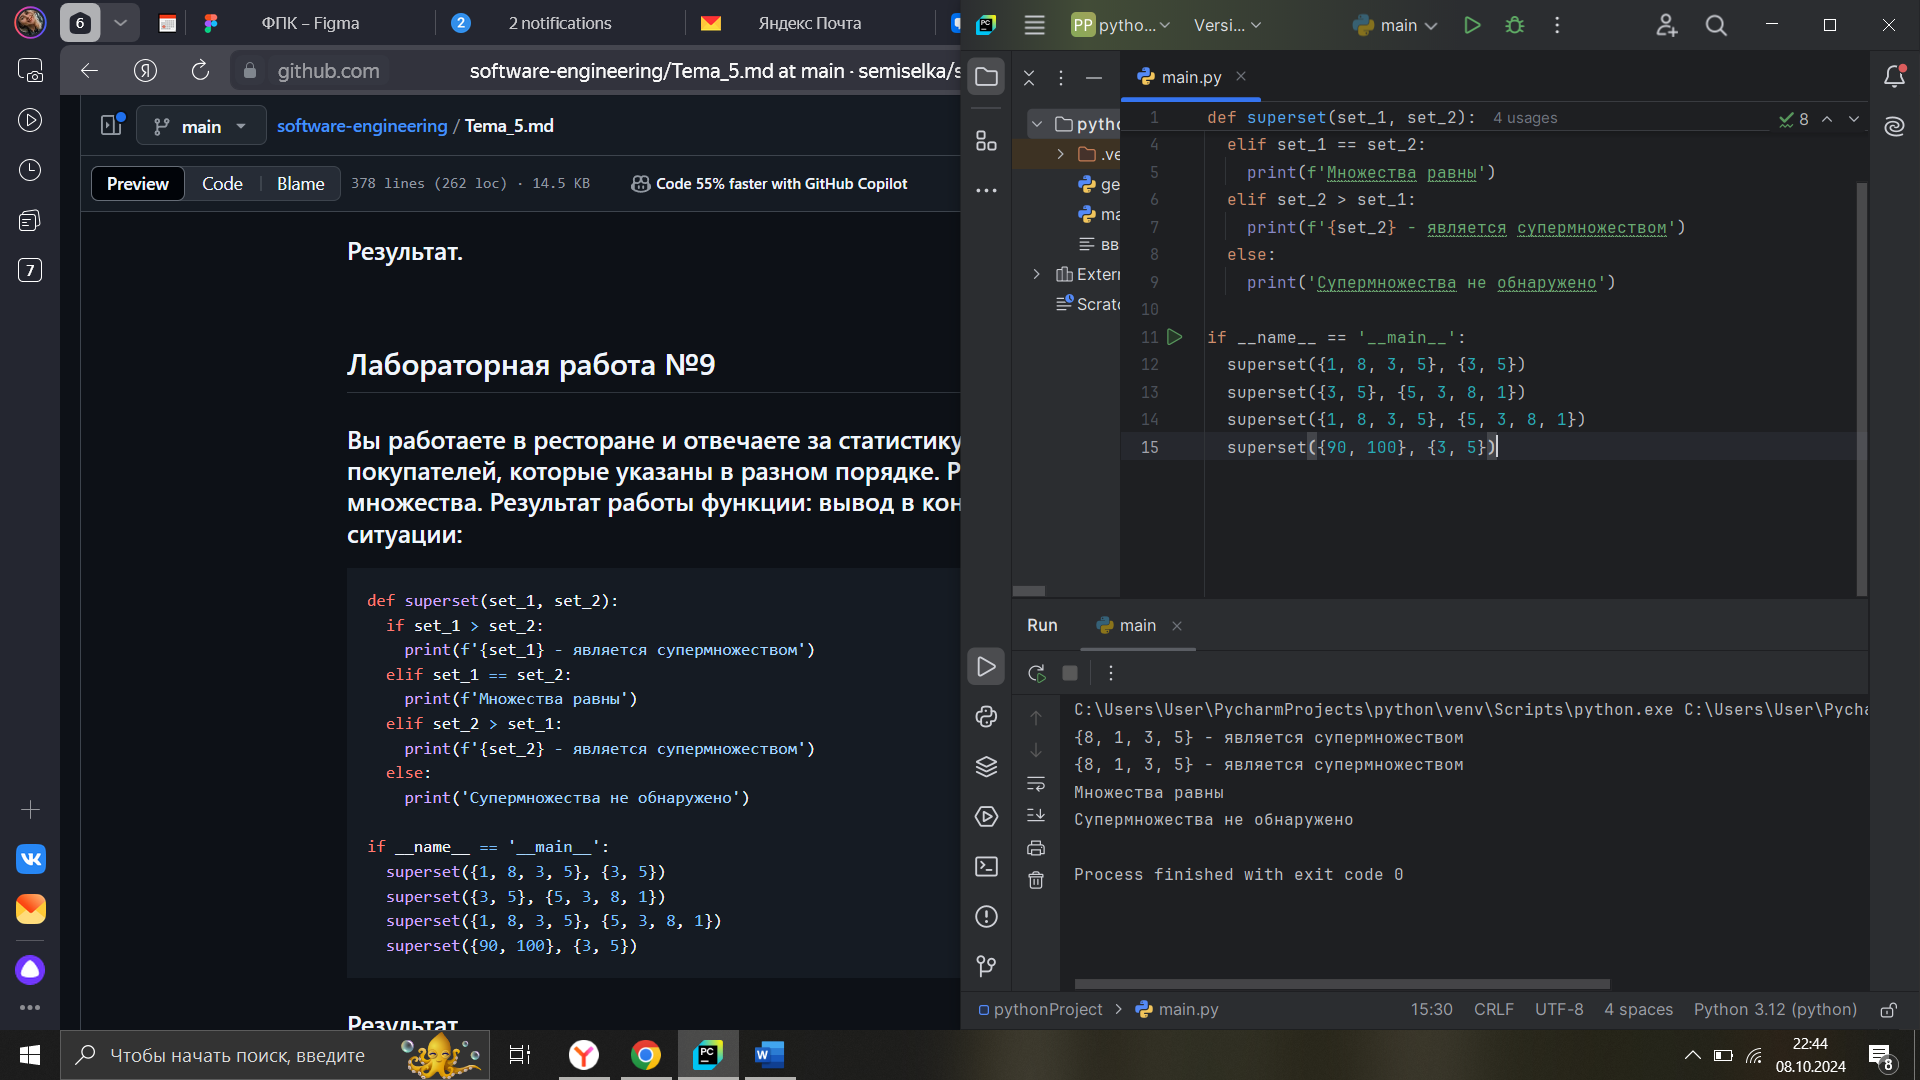 6
ФПК – Figma
2
2 notifications
Яндекс Почта
github.com
software-engineering/Tema_5.md at main · semiselka/s
7
main
software-engineering / Tema_5.md
Preview
Code
Blame
378 lines (262 loc) · 14.5 KB
Code 55% faster with GitHub Copilot
Результат.
Лабораторная работа №9
Вы работаете в ресторане и отвечаете за статистику
покупателей, которые указаны в разном порядке. Р
множества. Результат работы функции: вывод в кон
ситуации:
def superset(set_1, set_2):
if set_1 > set_2:
print(f'{set_1} - является супермножеством')
elif set_1 == set_2:
print(f'Множества равны')
elif set_2 > set_1:
print(f'{set_2} - является супермножеством')
else:
print('Супермножества не обнаружено')
if __name__ == '__main__':
superset({1, 8, 3, 5}, {3, 5})
superset({3, 5}, {5, 3, 8, 1})
superset({1, 8, 3, 5}, {5, 3, 8, 1})
superset({90, 100}, {3, 5})
Результат
PC
PP pytho...
Versi...
main
main.py
pytho
.ve
ge
ma
вв
Exterr
Scratc
1 def superset(set_1, set_2): 4 usages
8
4 elif set_1 == set_2:
5 print(f'Множества равны')
6 elif set_2 > set_1:
7 print(f'{set_2} - является супермножеством')
8 else:
9 print('Супермножества не обнаружено')
10
11 if __name__ == '__main__':
12 superset({1, 8, 3, 5}, {3, 5})
13 superset({3, 5}, {5, 3, 8, 1})
14 superset({1, 8, 3, 5}, {5, 3, 8, 1})
15 superset({90, 100}, {3, 5})
Run
main
C:\Users\User\PycharmProjects\python\venv\Scripts\python.exe C:\Users\User\Pycha
{8, 1, 3, 5} - является супермножеством
{8, 1, 3, 5} - является супермножеством
Множества равны
Супермножества не обнаружено
Process finished with exit code 0
pythonProject
main.py
15:30
CRLF
UTF-8
4 spaces
Python 3.12 (python)
Чтобы начать поиск, введите
PC
W
22:44
08.10.2024
8